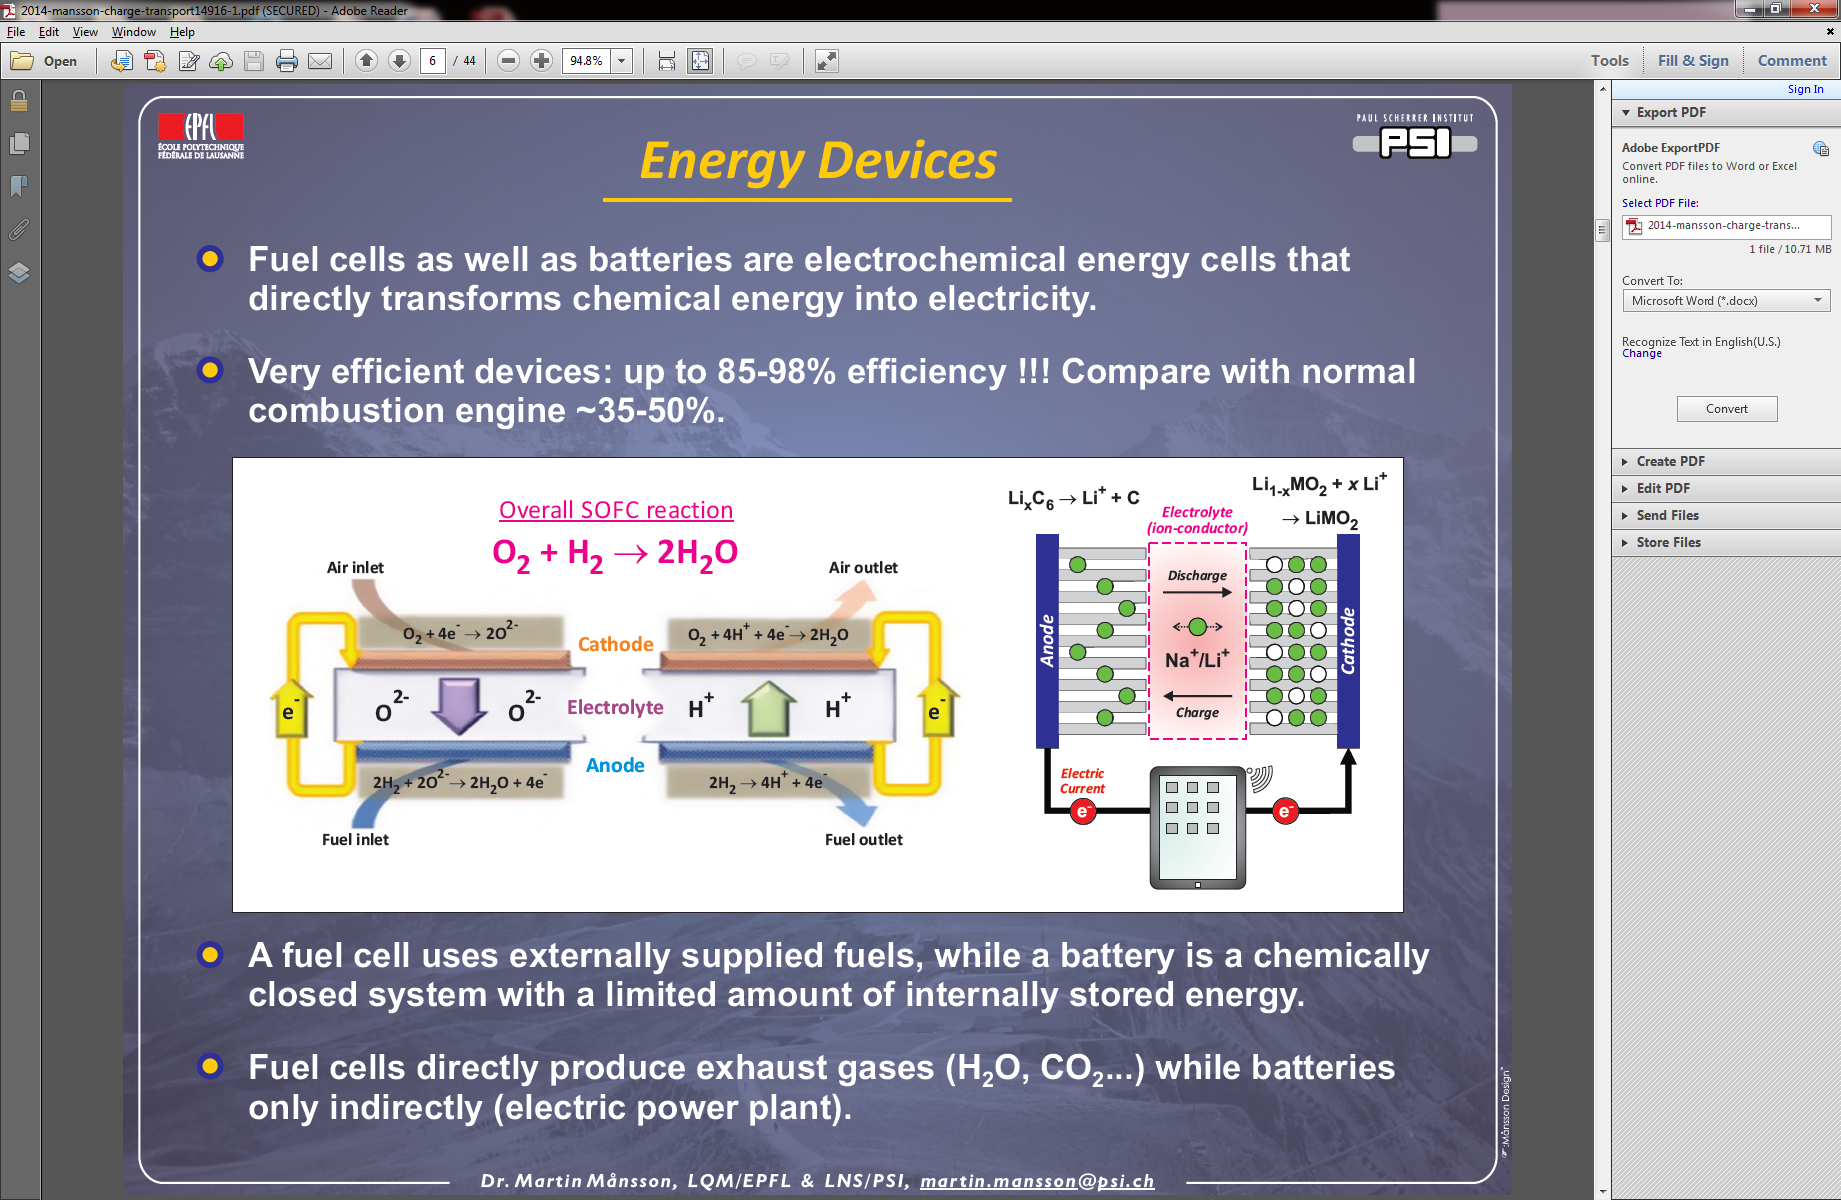 2014-mansson-charge-transport14916-1.pdf (SECURED) - Adobe Reader
File Edit View Window Help
Open 6 / 44 94.8% Tools Fill & Sign Comment
Sign In
Export PDF
Adobe ExportPDF
Convert PDF files to Word or Excel
online.
Select PDF File:
2014-mansson-charge-trans...
1 file / 10.71 MB
Convert To:
Microsoft Word (*.docx)
Recognize Text in English(U.S.)
Change
Convert
Create PDF
Edit PDF
Send Files
Store Files
EPFL
ÉCOLE POLYTECHNIQUE
FÉDÉRALE DE LAUSANNE
PAUL SCHERRER INSTITUT
PSI
Energy Devices
Fuel cells as well as batteries are electrochemical energy cells that
directly transforms chemical energy into electricity.
Very efficient devices: up to 85-98% efficiency !!! Compare with normal
combustion engine ~35-50%.
Overall SOFC reaction
O₂ + H₂ → 2H₂O
Air inlet
Air outlet
O₂ + 4e⁻ → 2O²⁻
O₂ + 4H⁺ + 4e⁻ → 2H₂O
Cathode
e⁻ O²⁻ O²⁻ Electrolyte H⁺ H⁺ e⁻
Anode
2H₂ + 2O²⁻ → 2H₂O + 4e⁻
2H₂ → 4H⁺ + 4e⁻
Fuel inlet
Fuel outlet
LiₓC₆ → Li⁺ + C
Li₁₋ₓMO₂ + x Li⁺
→ LiMO₂
Electrolyte
(ion-conductor)
Discharge
Anode
Na⁺/Li⁺
Cathode
Charge
Electric
Current
e⁻ e⁻
A fuel cell uses externally supplied fuels, while a battery is a chemically
closed system with a limited amount of internally stored energy.
Fuel cells directly produce exhaust gases (H₂O, CO₂...) while batteries
only indirectly (electric power plant).
Månsson Design
Dr. Martin Månsson, LQM/EPFL & LNS/PSI, martin.mansson@psi.ch